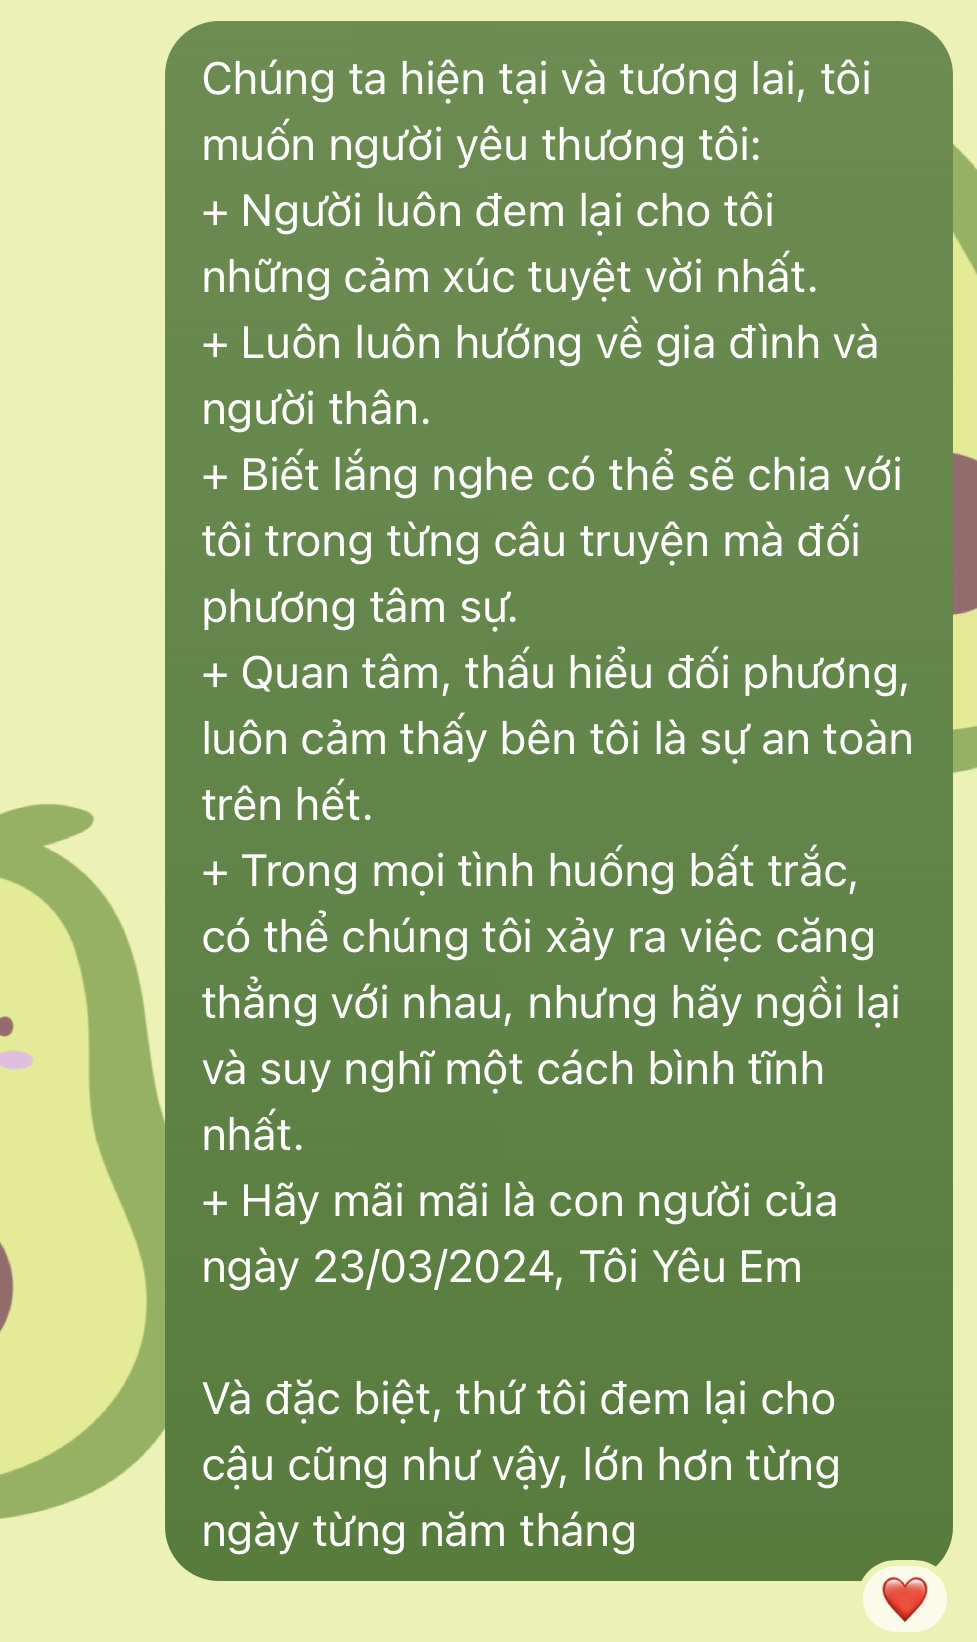 Chúng ta hiện tại và tương lai, tôi
muốn người yêu thương tôi:
+ Người luôn đem lại cho tôi
những cảm xúc tuyệt vời nhất.
+ Luôn luôn hướng về gia đình và
người thân.
+ Biết lắng nghe có thể sẽ chia với
tôi trong từng câu truyện mà đối
phương tâm sự.
+ Quan tâm, thấu hiểu đối phương,
luôn cảm thấy bên tôi là sự an toàn
trên hết.
+ Trong mọi tình huống bất trắc,
có thể chúng tôi xảy ra việc căng
thẳng với nhau, nhưng hãy ngồi lại
và suy nghĩ một cách bình tĩnh
nhất.
+ Hãy mãi mãi là con người của
ngày 23/03/2024, Tôi Yêu Em
Và đặc biệt, thứ tôi đem lại cho
cậu cũng như vậy, lớn hơn từng
ngày từng năm tháng